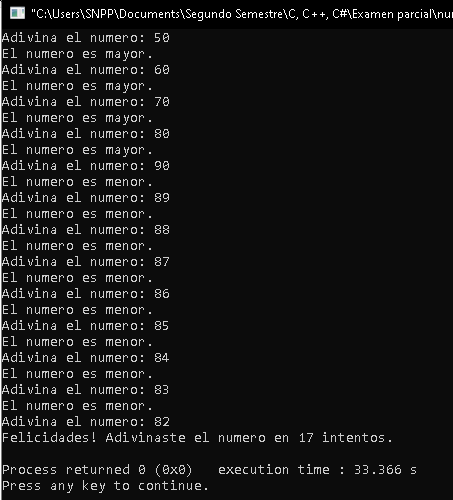 "C:\Users\SNPP\Documents\Segundo Semestre\C, C++, C#\Examen parcial\nu
Adivina el numero: 50
El numero es mayor.
Adivina el numero: 60
El numero es mayor.
Adivina el numero: 70
El numero es mayor.
Adivina el numero: 80
El numero es mayor.
Adivina el numero: 90
El numero es menor.
Adivina el numero: 89
El numero es menor.
Adivina el numero: 88
El numero es menor.
Adivina el numero: 87
El numero es menor.
Adivina el numero: 86
El numero es menor.
Adivina el numero: 85
El numero es menor.
Adivina el numero: 84
El numero es menor.
Adivina el numero: 83
El numero es menor.
Adivina el numero: 82
Felicidades! Adivinaste el numero en 17 intentos.
Process returned 0 (0x0)   execution time : 33.366 s
Press any key to continue.